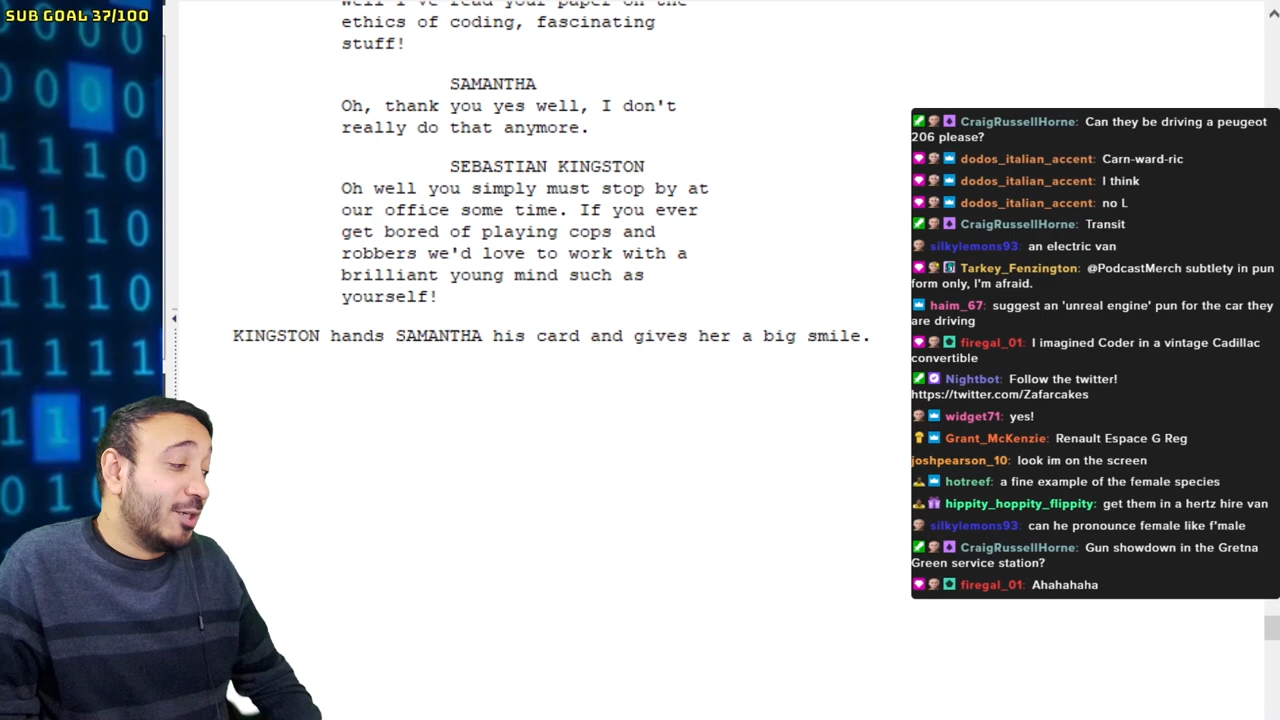 SUB GOAL 37/100
well I've read your paper on the
ethics of coding, fascinating
stuff!
SAMANTHA
Oh, thank you yes well, I don't
really do that anymore.
SEBASTIAN KINGSTON
Oh well you simply must stop by at
our office some time. If you ever
get bored of playing cops and
robbers we'd love to work with a
brilliant young mind such as
yourself!
KINGSTON hands SAMANTHA his card and gives her a big smile.
CraigRussellHorne: Can they be driving a peugeot
206 please?
dodos_italian_accent: Carn-ward-ric
dodos_italian_accent: I think
dodos_italian_accent: no L
CraigRussellHorne: Transit
silkylemons93: an electric van
Tarkey_Fenzington: @PodcastMerch subtlety in pun
form only, I'm afraid.
haim_67: suggest an 'unreal engine' pun for the car they
are driving
firegal_01: I imagined Coder in a vintage Cadillac
convertible
Nightbot: Follow the twitter!
https://twitter.com/Zafarcakes
widget71: yes!
Grant_McKenzie: Renault Espace G Reg
joshpearson_10: look im on the screen
hotreef: a fine example of the female species
hippity_hoppity_flippity: get them in a hertz hire van
silkylemons93: can he pronounce female like f'male
CraigRussellHorne: Gun showdown in the Gretna
Green service station?
firegal_01: Ahahahaha